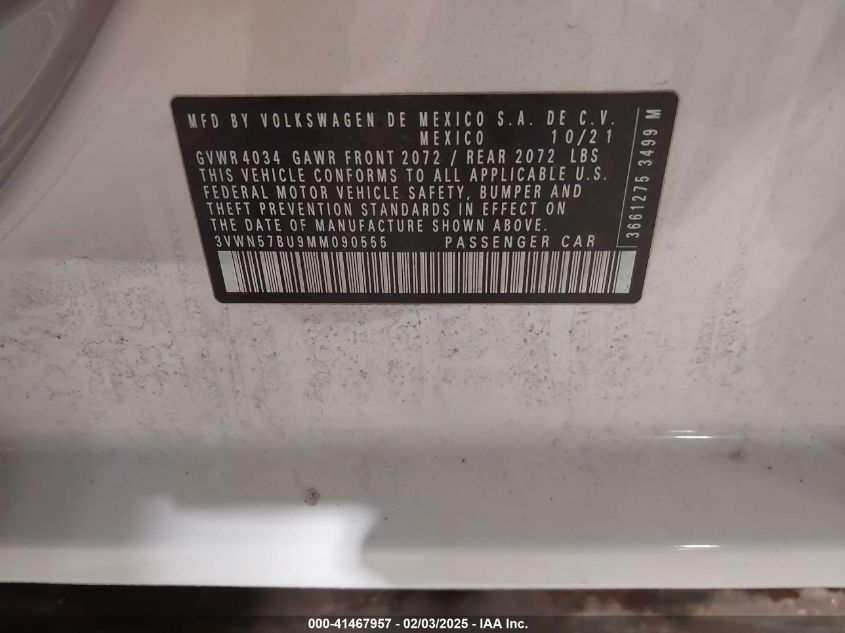 MFD BY VOLKSWAGEN DE MEXICO S.A. DE C.V.
MEXICO 10/21
GVWR 4034 GAWR FRONT 2072 / REAR 2072 LBS
THIS VEHICLE CONFORMS TO ALL APPLICABLE U.S.
FEDERAL MOTOR VEHICLE SAFETY, BUMPER AND
THEFT PREVENTION STANDARDS IN EFFECT ON
THE DATE OF MANUFACTURE SHOWN ABOVE.
3VWN57BU9MM090555 PASSENGER CAR
3661275 3499 M
000-41467957 - 02/03/2025 - IAA Inc.